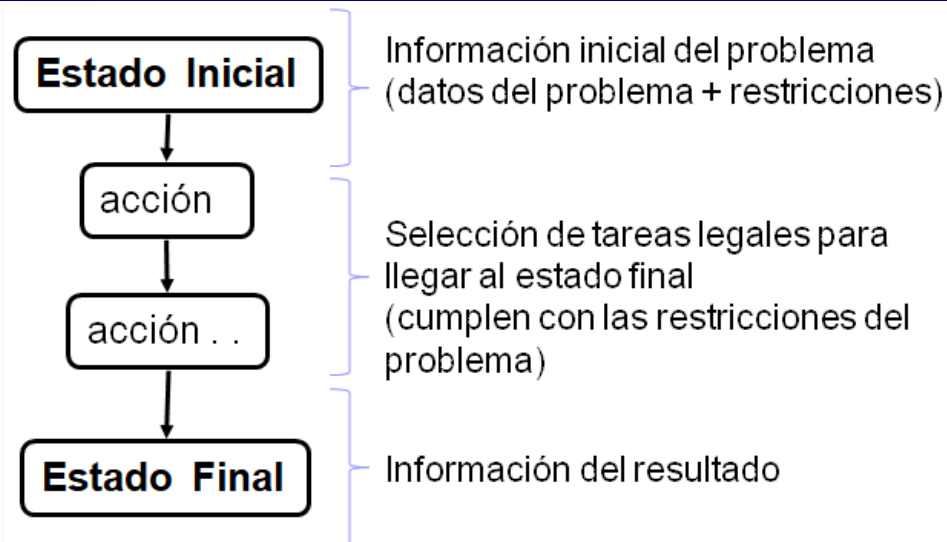 Estado Inicial
Información inicial del problema
(datos del problema + restricciones)
acción
Selección de tareas legales para
llegar al estado final
(cumplen con las restricciones del
problema)
acción . .
Estado Final
Información del resultado